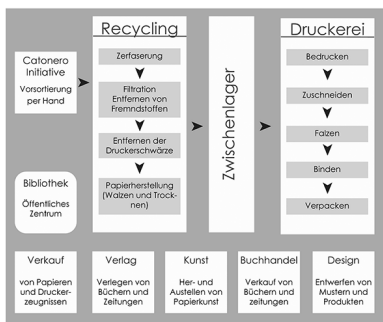 Recycling
Druckerei
Catonero
Initiative
Vorsortierung
per Hand
Zerfaserung
Filtration
Entfernen von
Fremndstoffen
Entfernen der
Druckerschwärze
Papierherstellung
(Walzen und Trock-
nen)
Zwischenlager
Bedrucken
Zuschneiden
Falzen
Binden
Verpacken
Bibliothek
Öffentliches
Zentrum
Verkauf
von Papieren und
Drucker-
zeugnissen
Verlag
Verlegen von
Büchern und
Zeitungen
Kunst
Her- und
Austellen von
Papierkunst
Buchhandel
Verkauf von
Büchern und
zeitungen
Design
Entwerfen von
Mustern und
Produkten